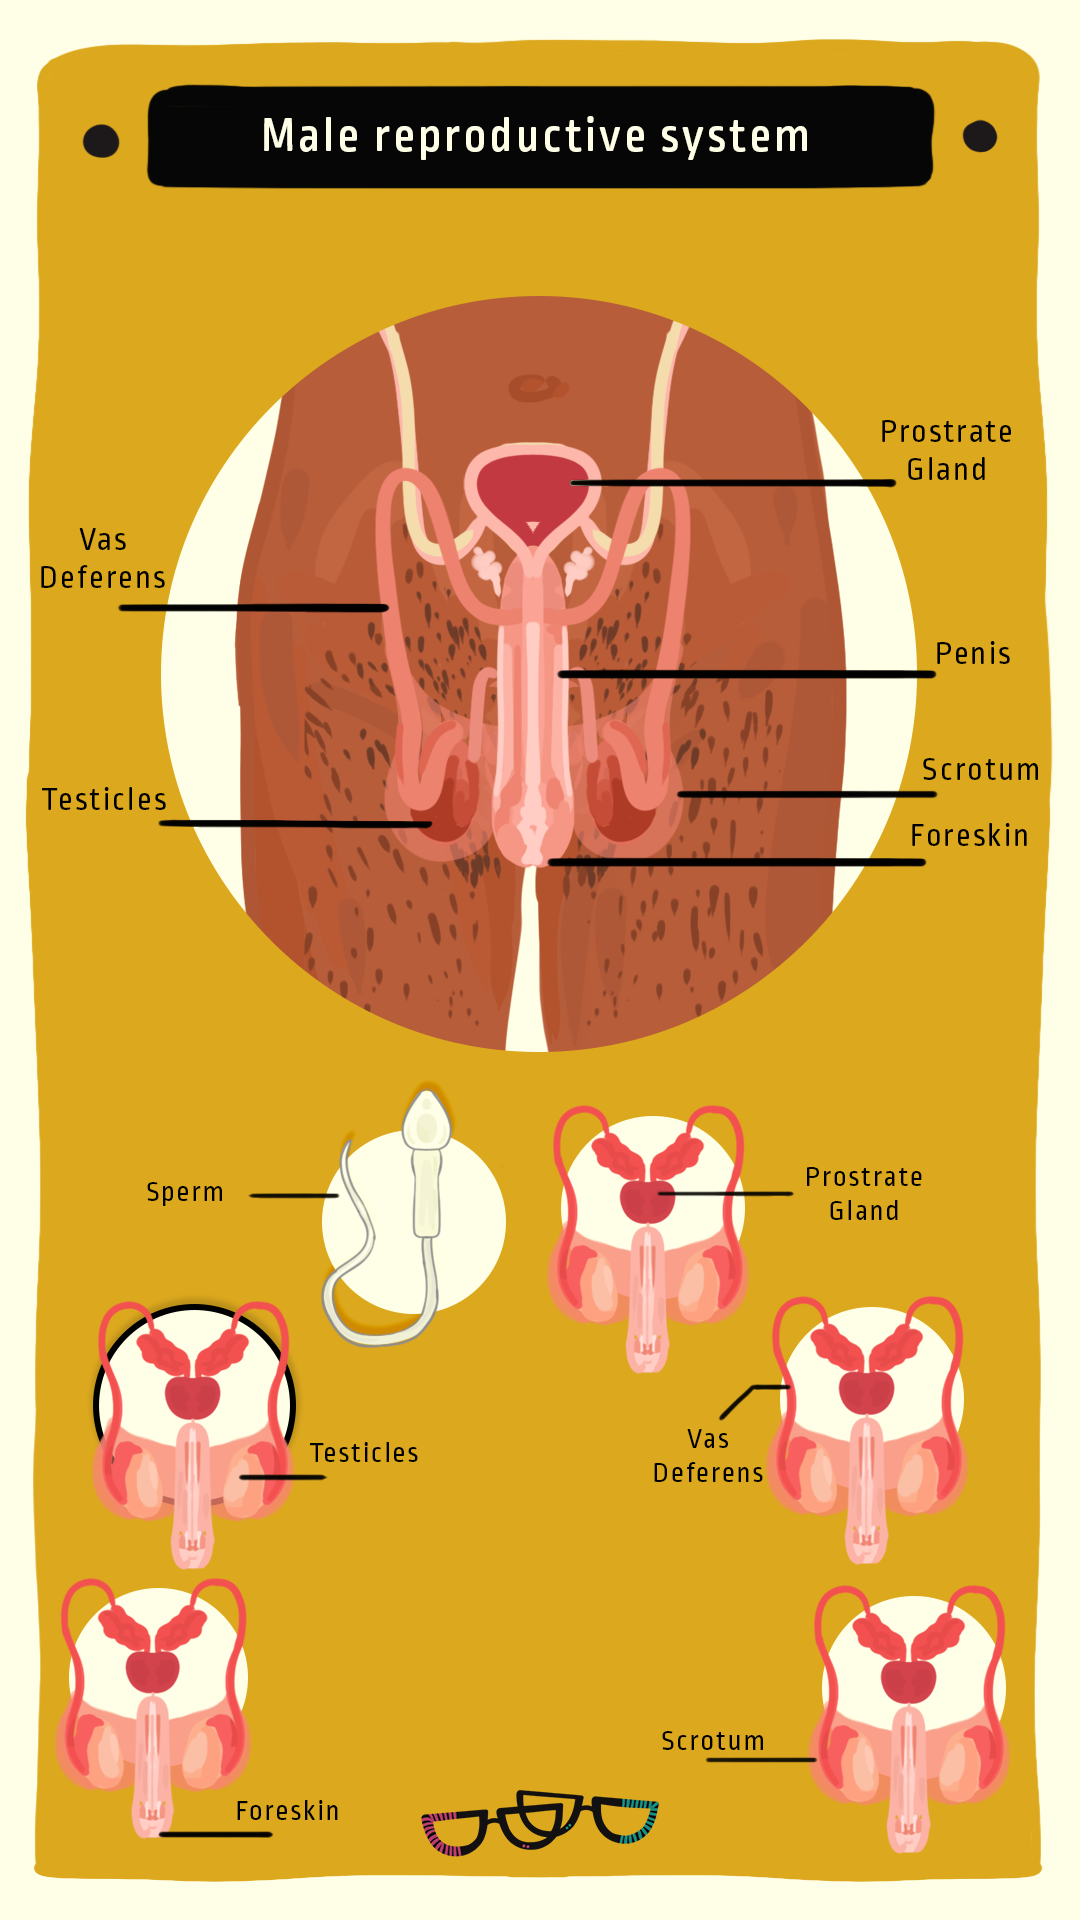 Male reproductive system
Prostrate
Gland
Vas
Deferens
Penis
Scrotum
Testicles
Foreskin
Sperm
Prostrate
Gland
Testicles
Vas
Deferens
Scrotum
Foreskin